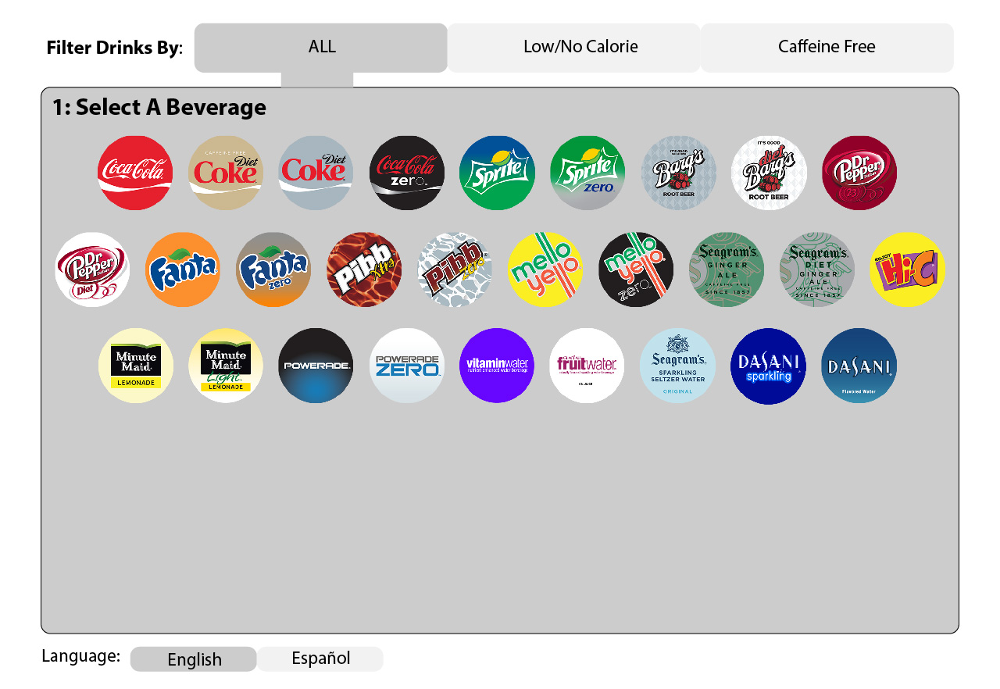 Filter Drinks By:
ALL
Low/No Calorie
Caffeine Free
1: Select A Beverage
Coca-Cola
CAFFEINE FREE
Diet
Coke
Diet
Coke
Coca-Cola
zero
Sprite
Sprite
zero
IT'S GOOD
Barq's
ROOT BEER
IT'S GOOD
diet
Barq's
ROOT BEER
Dr
Pepper
23
Dr
Pepper
Diet
Fanta
Fanta
zero
Pibb
Xtra
Pibb
zero
mello
yello
mello
yello
zero
Seagram's
GINGER
ALE
CAFFEINE FREE
SINCE 1857
Seagram's
DIET
GINGER
ALE
CAFFEINE FREE
SINCE 1857
ENJOY
Hi-C
Minute
Maid
LEMONADE
Minute
Maid
Light
LEMONADE
POWERADE
POWERADE
ZERO
vitaminwater
nutrient enhanced water beverage
fruitwater
Seagram's
SPARKLING
SELTZER WATER
ORIGINAL
DASANI
sparkling
DASANI
Flavored Water
Language:
English
Español